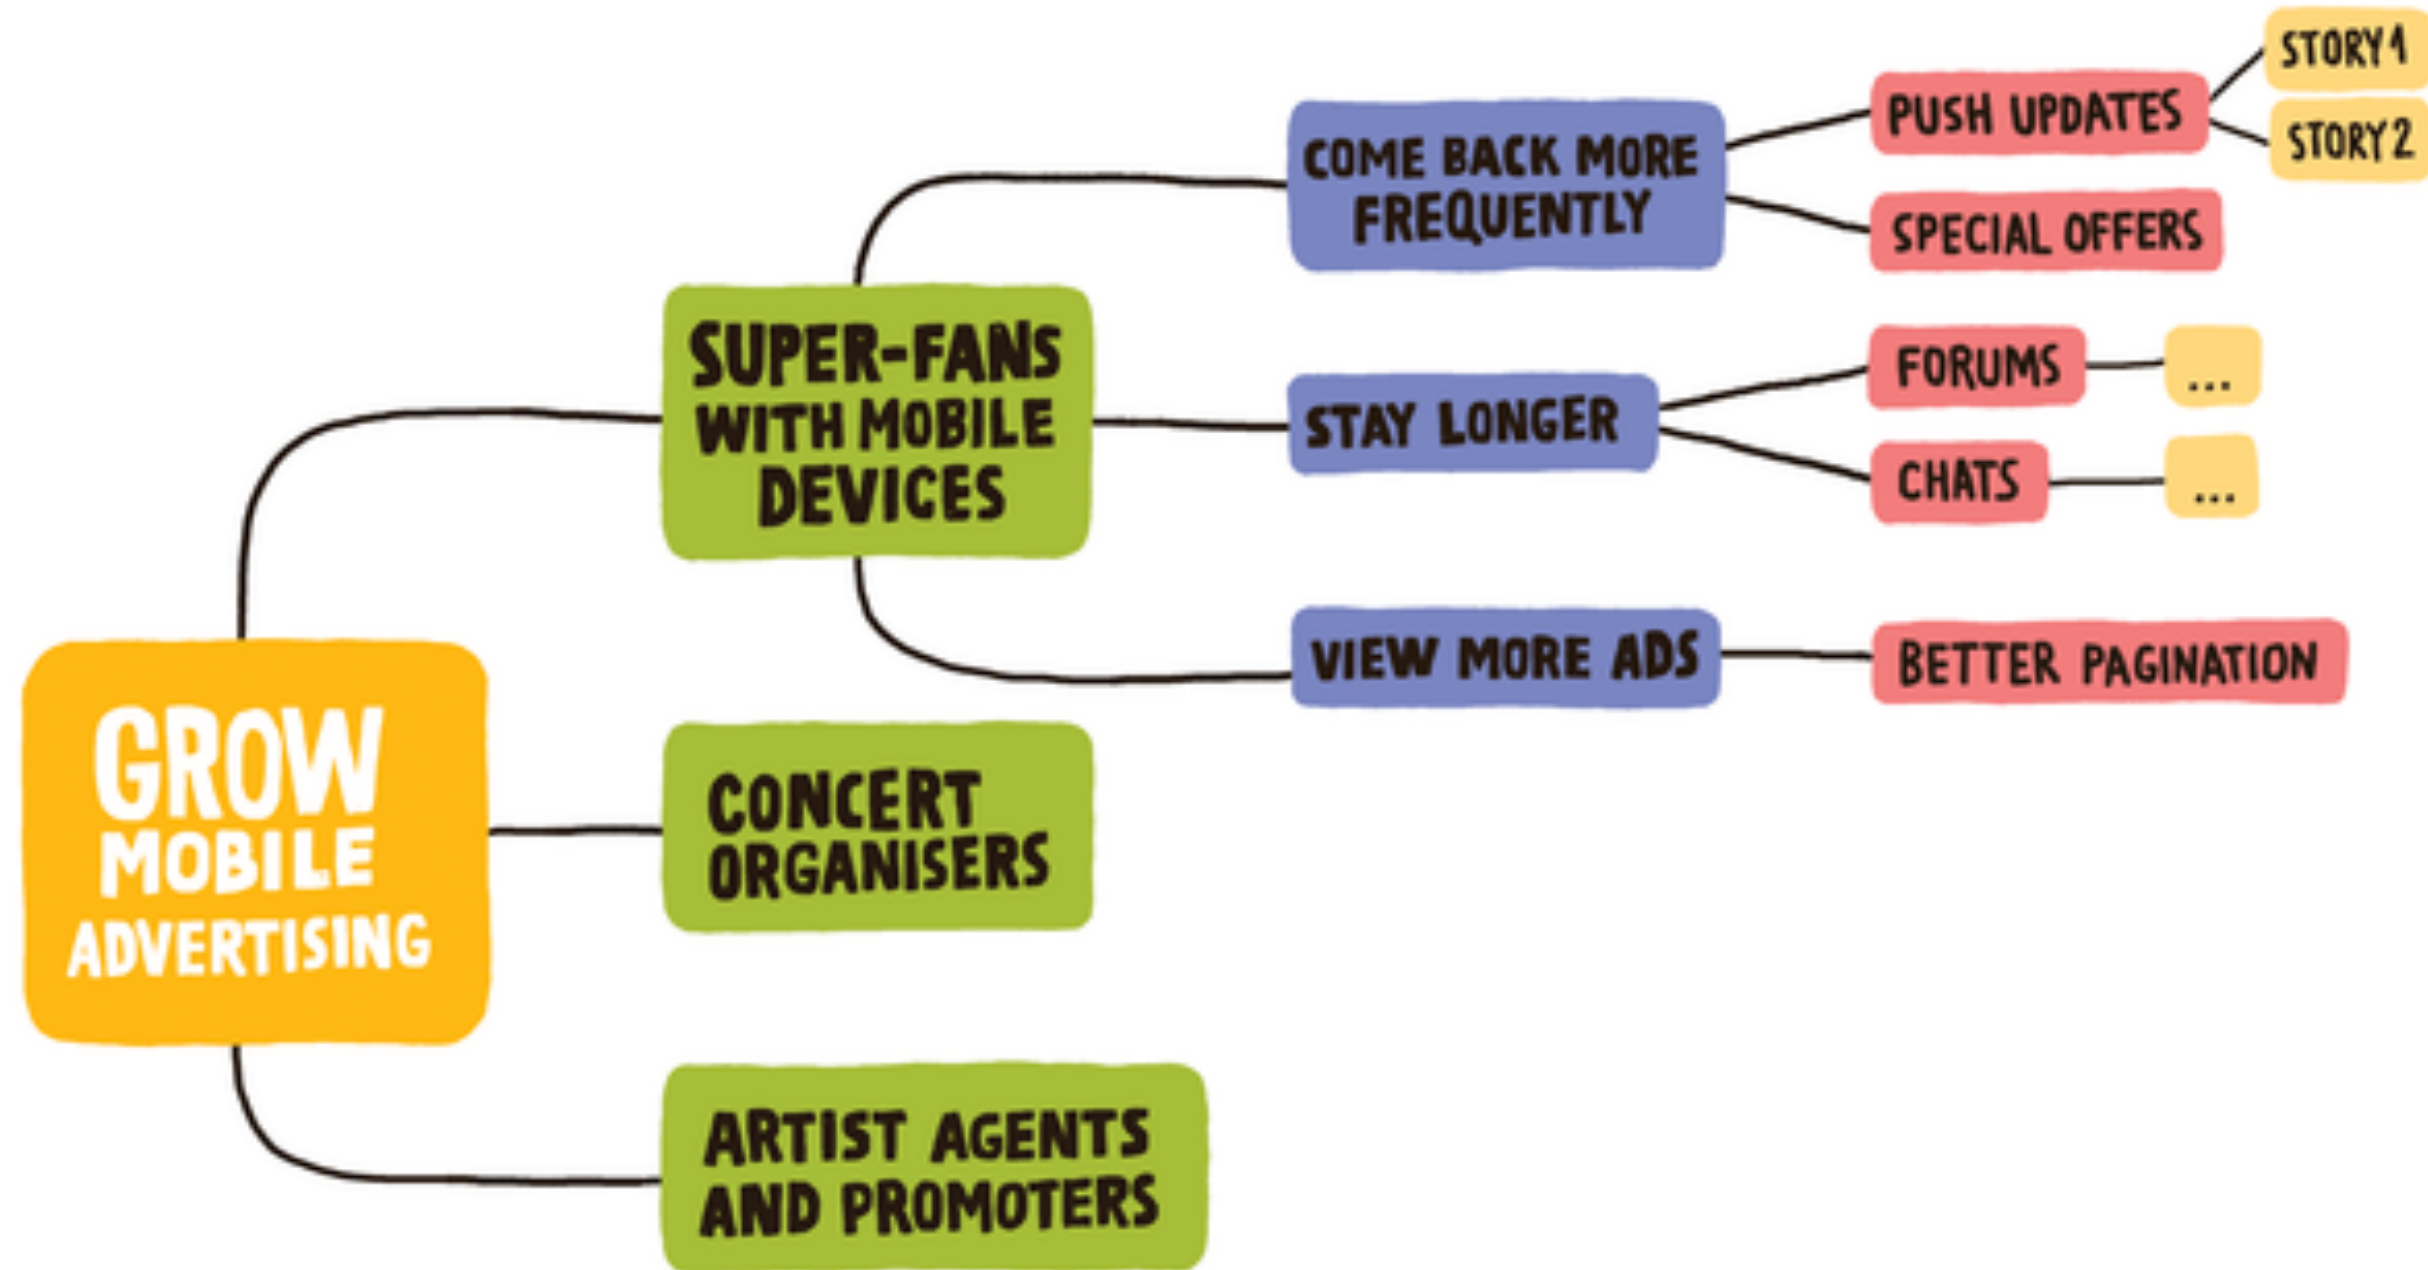 GROW
MOBILE
ADVERTISING
SUPER-FANS
WITH MOBILE
DEVICES
COME BACK MORE
FREQUENTLY
PUSH UPDATES
STORY 1
STORY 2
SPECIAL OFFERS
STAY LONGER
FORUMS
...
CHATS
...
VIEW MORE ADS
BETTER PAGINATION
CONCERT
ORGANISERS
ARTIST AGENTS
AND PROMOTERS